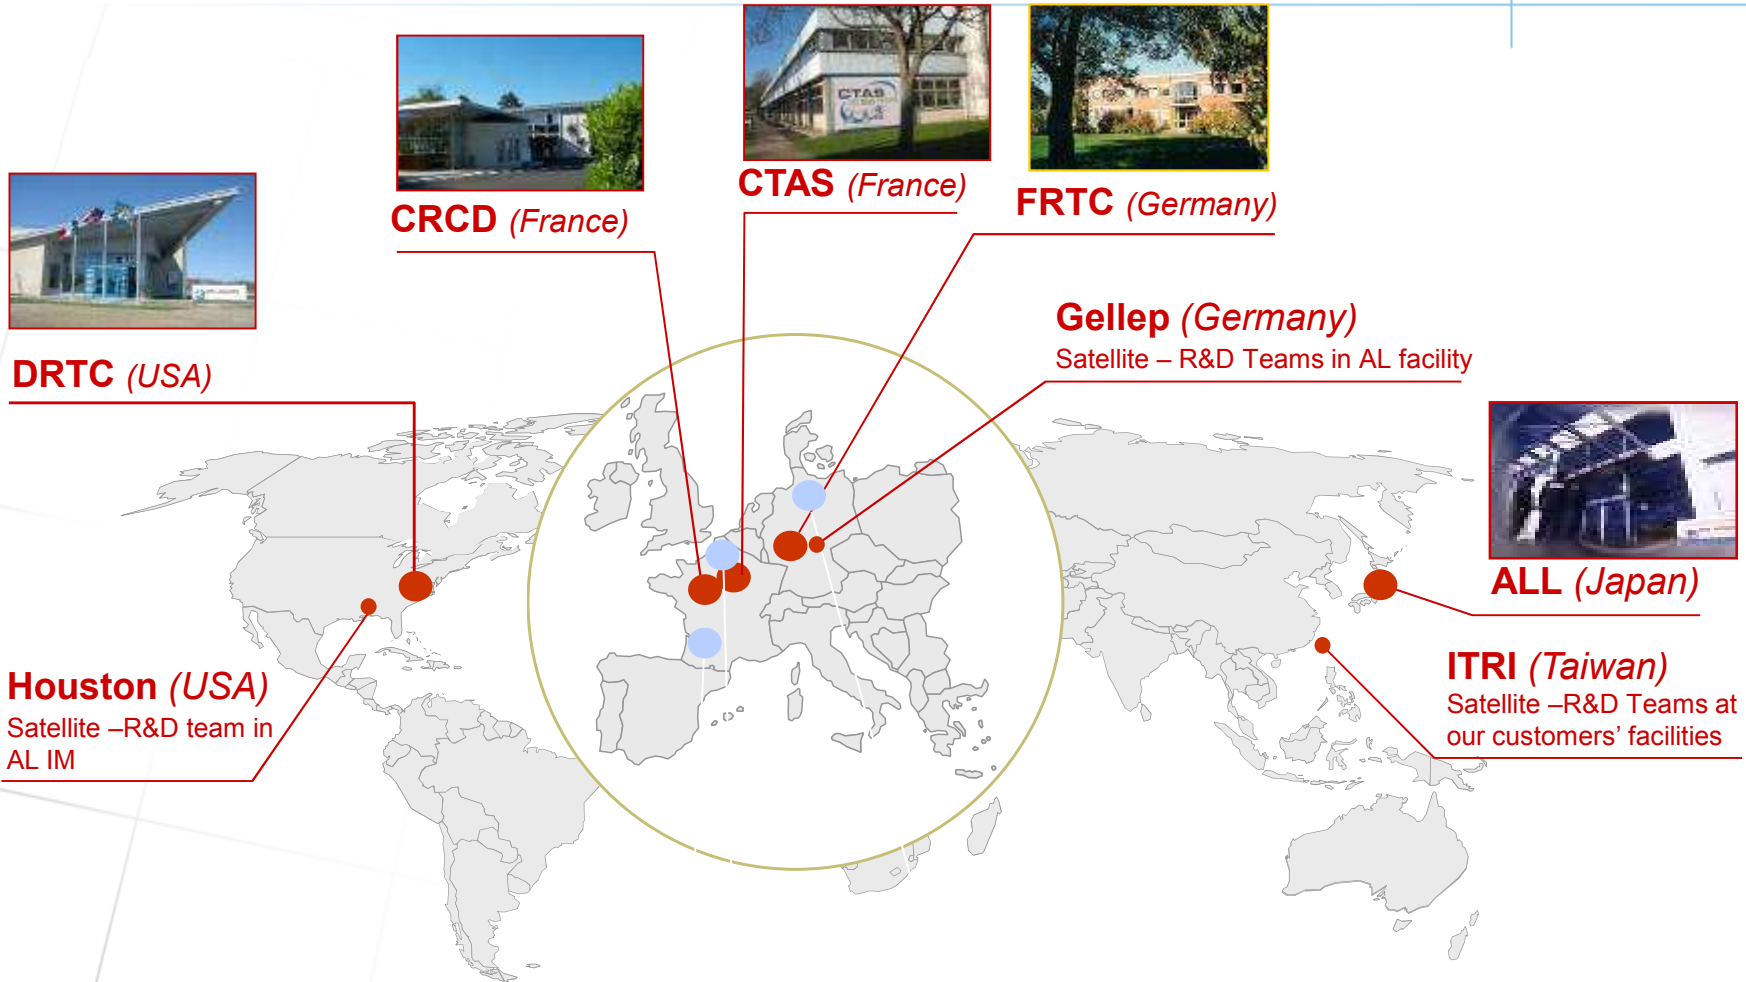 CTAS
CTAS (France)
CRCD (France)
FRTC (Germany)
Gellep (Germany)
Satellite – R&D Teams in AL facility
DRTC (USA)
ALL (Japan)
Houston (USA)
Satellite –R&D team in
AL IM
ITRI (Taiwan)
Satellite –R&D Teams at
our customers’ facilities